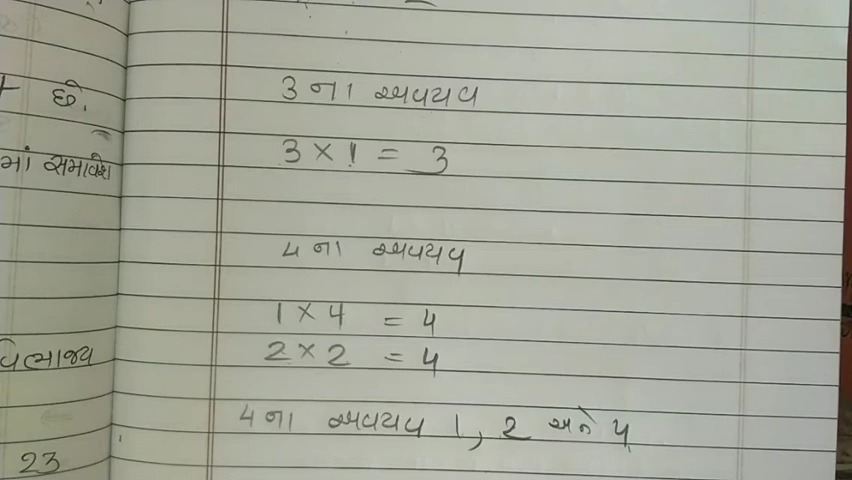 છે.
માં સમાવેશ
વિભાજ્ય
23
3 ના અવયવ
3 × 1 = 3
4 ના અવયવ
1 × 4 = 4
2 × 2 = 4
4 ના અવયવ 1, 2 અને 4